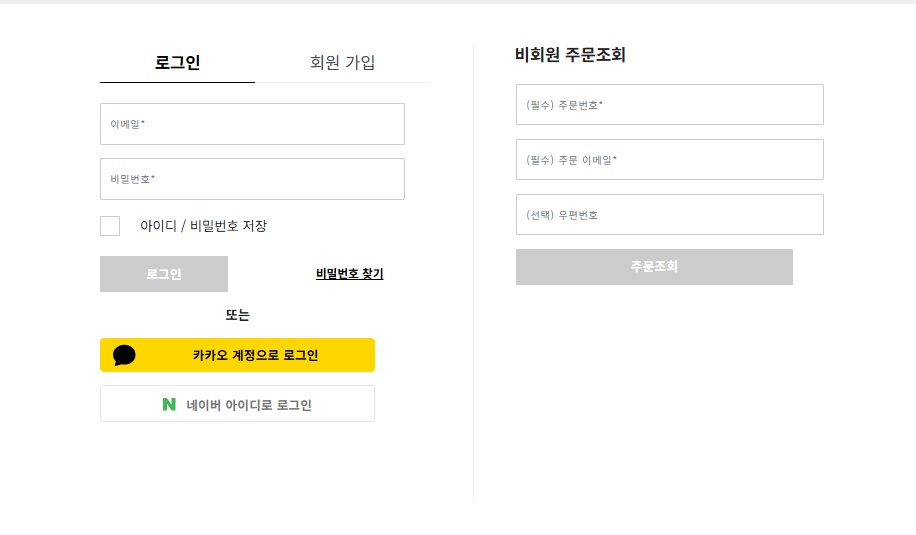 로그인
회원 가입
이메일*
비밀번호*
아이디 / 비밀번호 저장
로그인
비밀번호 찾기
또는
카카오 계정으로 로그인
N 네이버 아이디로 로그인
비회원 주문조회
(필수) 주문번호*
(필수) 주문 이메일*
(선택) 우편번호
주문조회